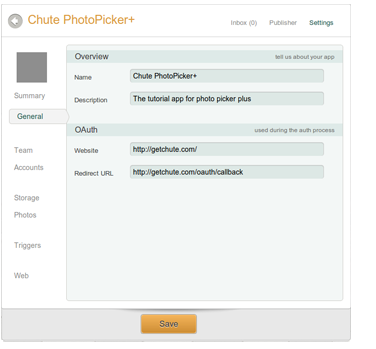 Chute PhotoPicker+
Inbox (0) Publisher Settings
Summary
General
Team
Accounts
Storage
Photos
Triggers
Web
Overview tell us about your app
Name Chute PhotoPicker+
Description The tutorial app for photo picker plus
OAuth used during the auth process
Website http://getchute.com/
Redirect URL http://getchute.com/oauth/callback
Save